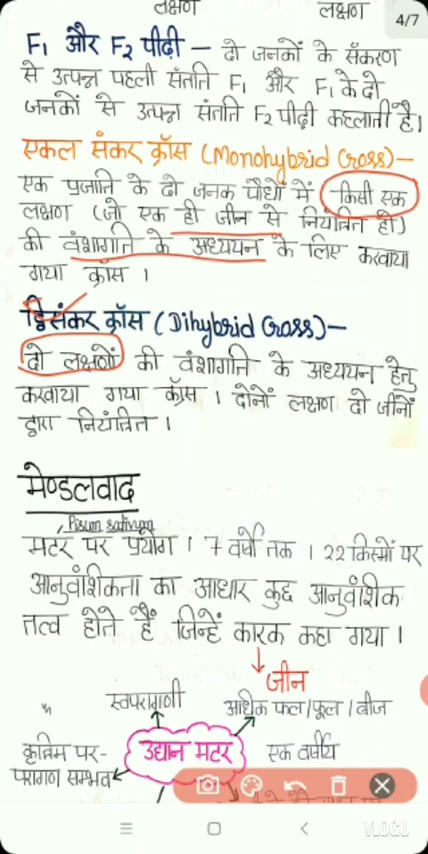 लक्षण लक्षण
4/7
F₁ और F₂ पीढ़ी – दो जनकों के संकरण
से उत्पन्न पहली संतति F₁ और F₁ के दो
जनकों से उत्पन्न संतति F₂ पीढ़ी कहलाती है।
एकल संकर क्रॉस (Monohybrid Cross) –
एक प्रजाति के दो जनक पौधों में किसी एक
लक्षण (जो एक ही जीन से नियंत्रित हो)
की वंशागति के अध्ययन के लिए करवाया
गया क्रॉस ।
द्विसंकर क्रॉस (Dihybrid Cross) –
दो लक्षणों की वंशागति के अध्ययन हेतु
करवाया गया क्रॉस । दोनों लक्षण दो जीनों
द्वारा नियंत्रित ।
मेण्डलवाद
Pisum sativum
मटर पर प्रयोग । 7 वर्षो तक । 22 किस्मों पर
आनुवंशिकता का आधार कुछ आनुवंशिक
तत्व होते हैं जिन्हें कारक कहा गया ।
जीन
स्वपरागणी अधिक फल/फूल/बीज
कृत्रिम पर- उद्यान मटर एक वर्षीय
परागण सम्भव
VLOGU